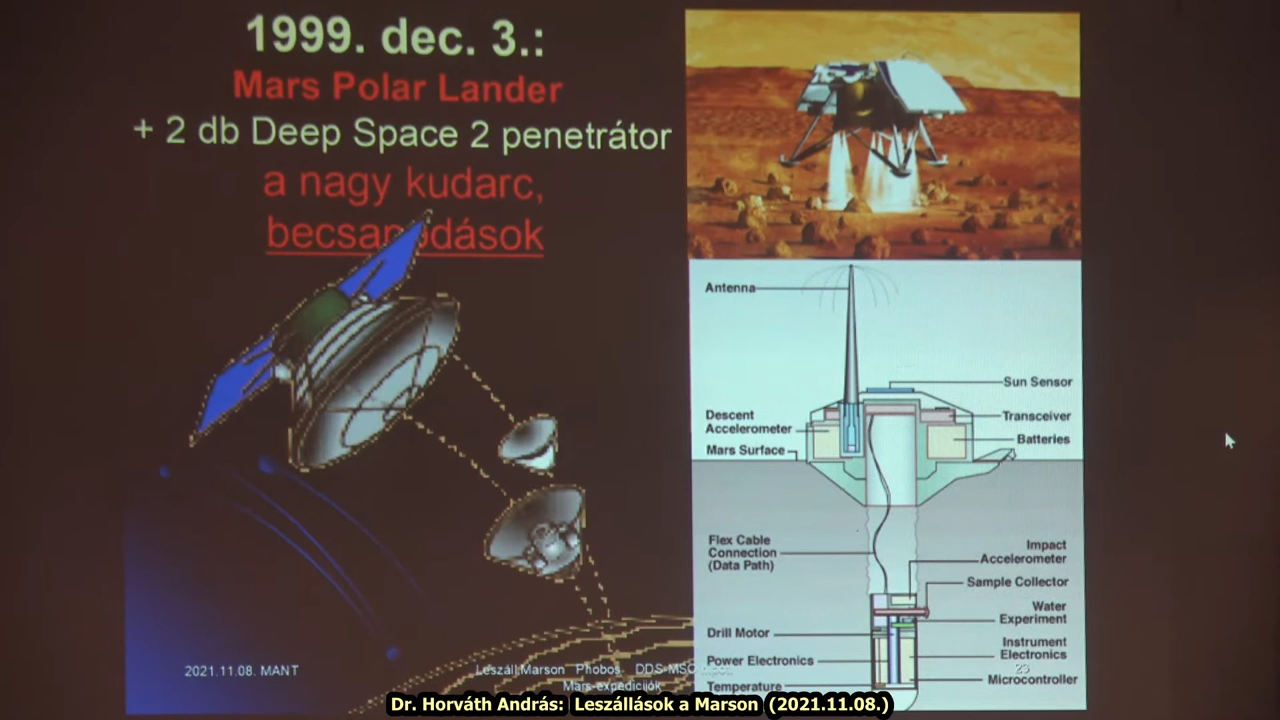 1999. dec. 3.:
Mars Polar Lander
+ 2 db Deep Space 2 penetrátor
a nagy kudarc,
becsapódások
Antenna
Sun Sensor
Descent
Accelerometer
Transceiver
Batteries
Mars Surface
Flex Cable
Connection
(Data Path)
Impact
Accelerometer
Sample Collector
Water
Experiment
Drill Motor
Instrument
Electronics
Power Electronics
Microcontroller
Temperature
2021.11.08. MANT
Leszáll Marson Phobos- DDS-MSC
Mars-expedíciók
23
Dr. Horváth András: Leszállások a Marson (2021.11.08.)